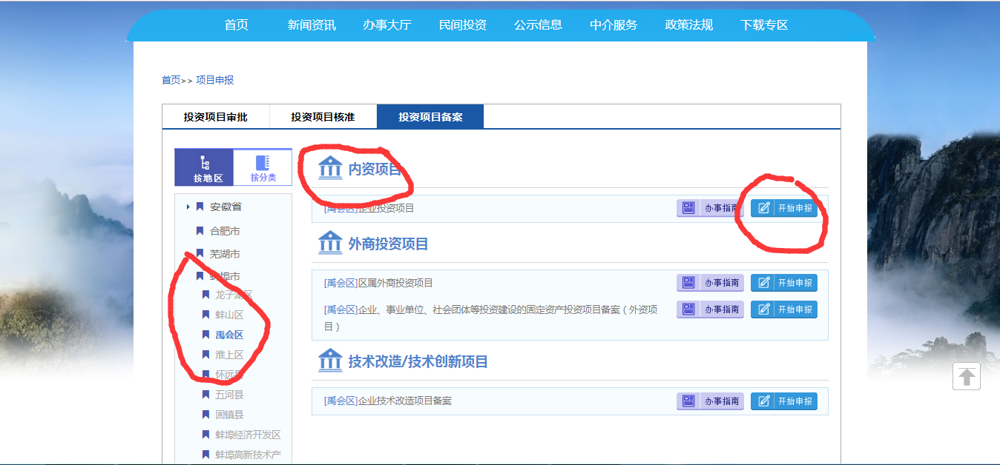 首页 新闻资讯 办事大厅 民间投资 公示信息 中介服务 政策法规 下载专区
首页>> 项目申报
投资项目审批 投资项目核准 投资项目备案
按地区 按分类
安徽省
合肥市
芜湖市
蚌埠市
龙子湖区
蚌山区
禹会区
淮上区
怀远县
五河县
固镇县
蚌埠经济开发区
蚌埠高新技术产
内资项目
[禹会区]企业投资项目 办事指南 开始申报
外商投资项目
[禹会区]区属外商投资项目 办事指南 开始申报
[禹会区]企业、事业单位、社会团体等投资建设的固定资产投资项目备案（外资项 办事指南 开始申报
目）
技术改造/技术创新项目
[禹会区]企业技术改造项目备案 办事指南 开始申报